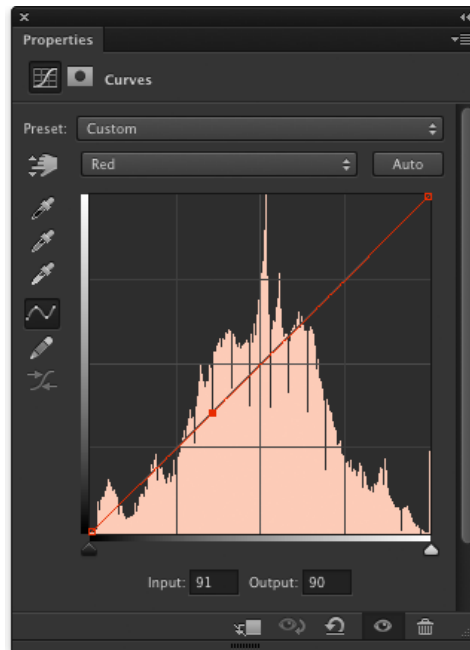 Properties
Curves
Preset: Custom
Red Auto
Input: 91 Output: 90